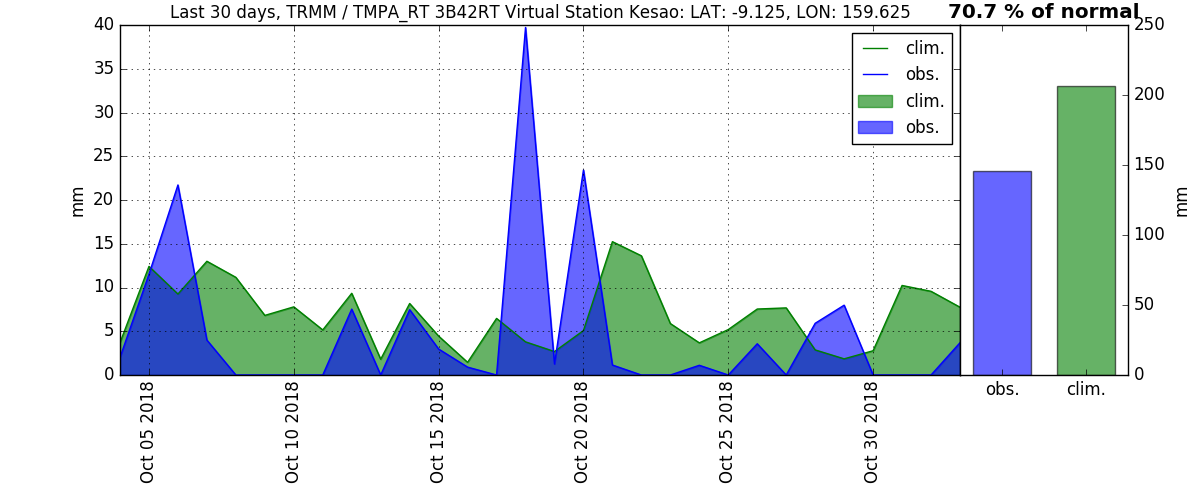 Last 30 days, TRMM / TMPA_RT 3B42RT Virtual Station Kesao: LAT: -9.125, LON: 159.625
70.7 % of normal
40
35
30
25
20
15
10
5
0
mm
clim.
obs.
clim.
obs.
Oct 05 2018
Oct 10 2018
Oct 15 2018
Oct 20 2018
Oct 25 2018
Oct 30 2018
250
200
150
100
50
0
mm
obs. clim.